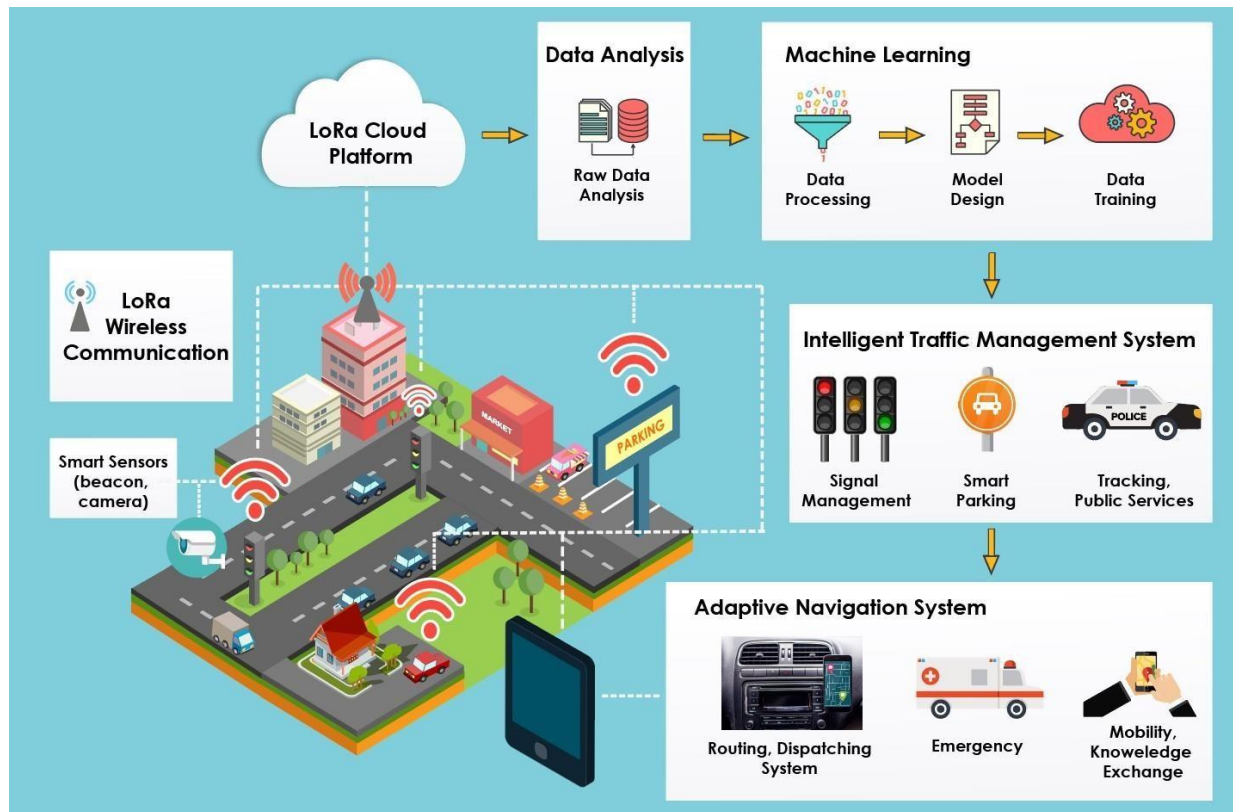 LoRa Cloud
Platform
Data Analysis
Raw Data
Analysis
Machine Learning
Data
Processing
Model
Design
Data
Training
LoRa
Wireless
Communication
Smart Sensors
(beacon,
camera)
MARKET
PARKING
Intelligent Traffic Management System
Signal
Management
Smart
Parking
POLICE
Tracking,
Public Services
Adaptive Navigation System
Routing, Dispatching
System
Emergency
Mobility,
Knoweledge
Exchange